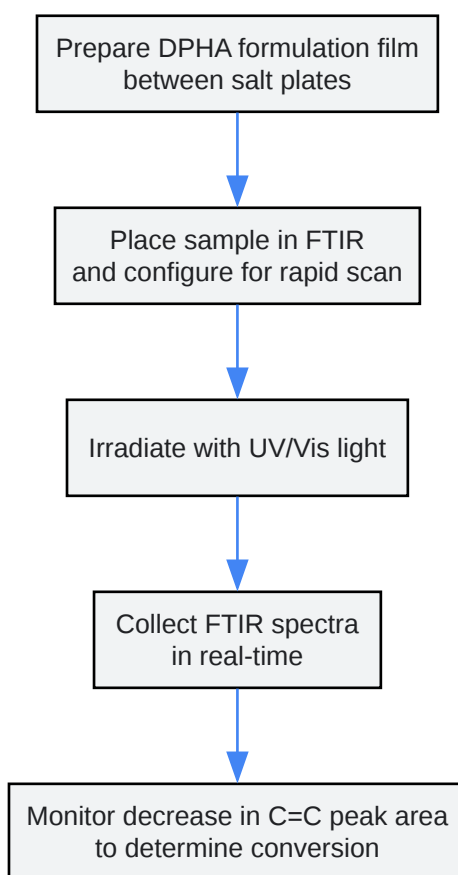 Prepare DPHA formulation film
between salt plates
Place sample in FTIR
and configure for rapid scan
Irradiate with UV/Vis light
Collect FTIR spectra
in real-time
Monitor decrease in C=C peak area
to determine conversion